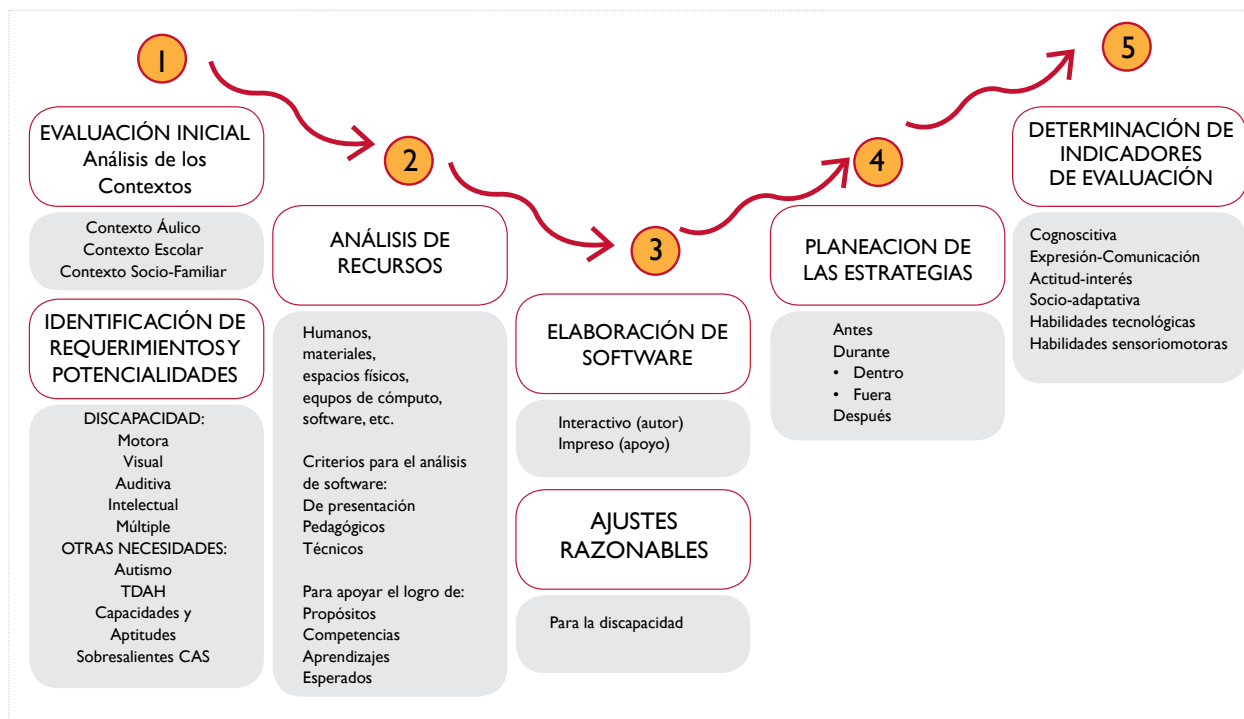 1
EVALUACIÓN INICIAL
Análisis de los
Contextos
Contexto Áulico
Contexto Escolar
Contexto Socio-Familiar
IDENTIFICACIÓN DE
REQUERIMIENTOS Y
POTENCIALIDADES
DISCAPACIDAD:
Motora
Visual
Auditiva
Intelectual
Múltiple
OTRAS NECESIDADES:
Autismo
TDAH
Capacidades y
Aptitudes
Sobresalientes CAS
2
ANÁLISIS DE
RECURSOS
Humanos,
materiales,
espacios físicos,
equpos de cómputo,
software, etc.
Criterios para el análisis
de software:
De presentación
Pedagógicos
Técnicos
Para apoyar el logro de:
Propósitos
Competencias
Aprendizajes
Esperados
3
ELABORACIÓN DE
SOFTWARE
Interactivo (autor)
Impreso (apoyo)
AJUSTES
RAZONABLES
Para la discapacidad
4
PLANEACION DE
LAS ESTRATEGIAS
Antes
Durante
• Dentro
• Fuera
Después
5
DETERMINACIÓN DE
INDICADORES
DE EVALUACIÓN
Cognoscitiva
Expresión-Comunicación
Actitud-interés
Socio-adaptativa
Habilidades tecnológicas
Habilidades sensoriomotoras